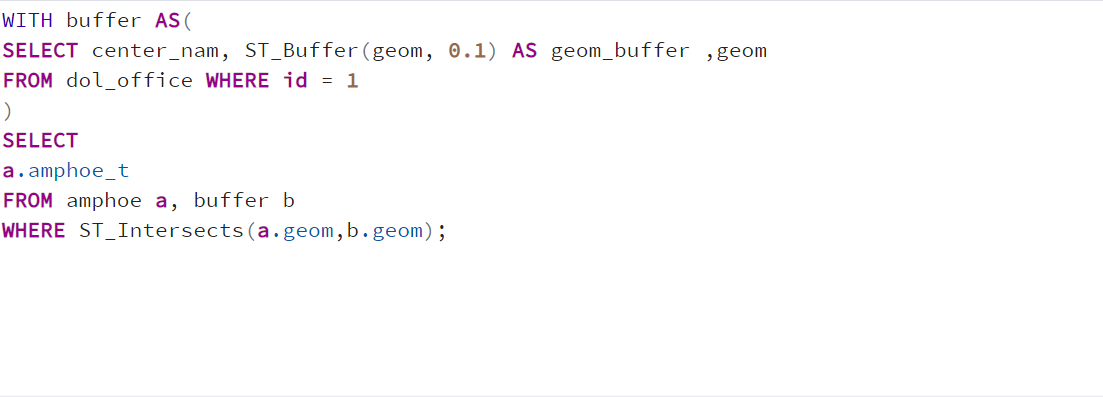 WITH buffer AS(
SELECT center_nam, ST_Buffer(geom, 0.1) AS geom_buffer ,geom
FROM dol_office WHERE id = 1
)
SELECT
a.amphoe_t
FROM amphoe a, buffer b
WHERE ST_Intersects(a.geom,b.geom);